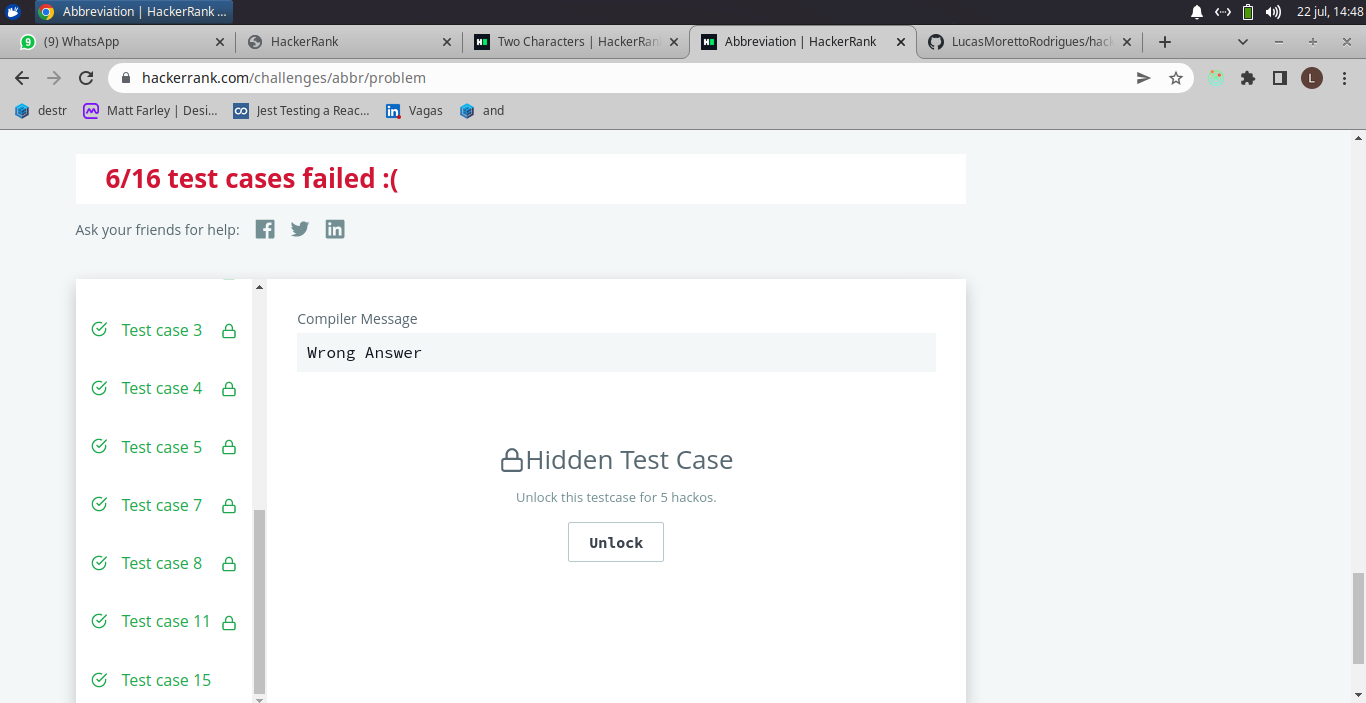 Abbreviation | HackerRank ...
22 jul, 14:48
9
(9) WhatsApp
HackerRank
Two Characters | HackerRan
Abbreviation | HackerRank
LucasMorettoRodrigues/hack
hackerrank.com/challenges/abbr/problem
L
destr
Matt Farley | Desi...
Jest Testing a Reac...
Vagas
and
6/16 test cases failed :(
Ask your friends for help:
Test case 3
Test case 4
Test case 5
Test case 7
Test case 8
Test case 11
Test case 15
Compiler Message
Wrong Answer
Hidden Test Case
Unlock this testcase for 5 hackos.
Unlock